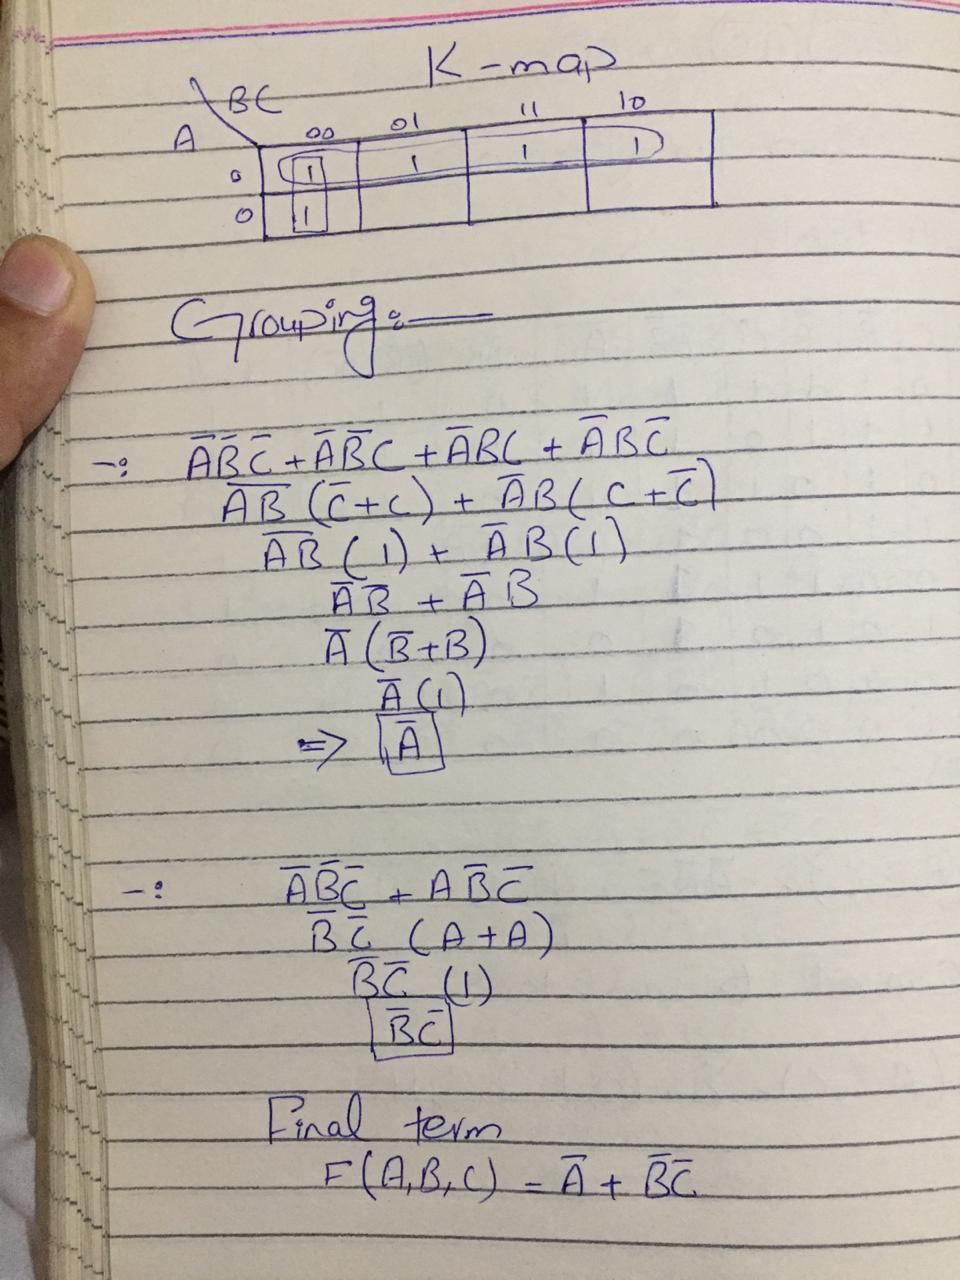 K-map
BC
A 00 01 11 10
0 1 1 1 1
0 1
Grouping:—
-: A̅B̅C̅ + A̅B̅C + A̅BC + A̅BC̅
A̅B̅ (C̅+C) + A̅B(C+C̅)
A̅B̅ (1) + A̅B(1)
A̅B̅ + A̅B
A̅(B̅+B)
A̅(1)
⇒ A̅
-: A̅B̅C̅ + AB̅C̅
B̅C̅ (A+A)
B̅C̅ (1)
B̅C̅
Final term
F(A,B,C) = A̅ + B̅C̅